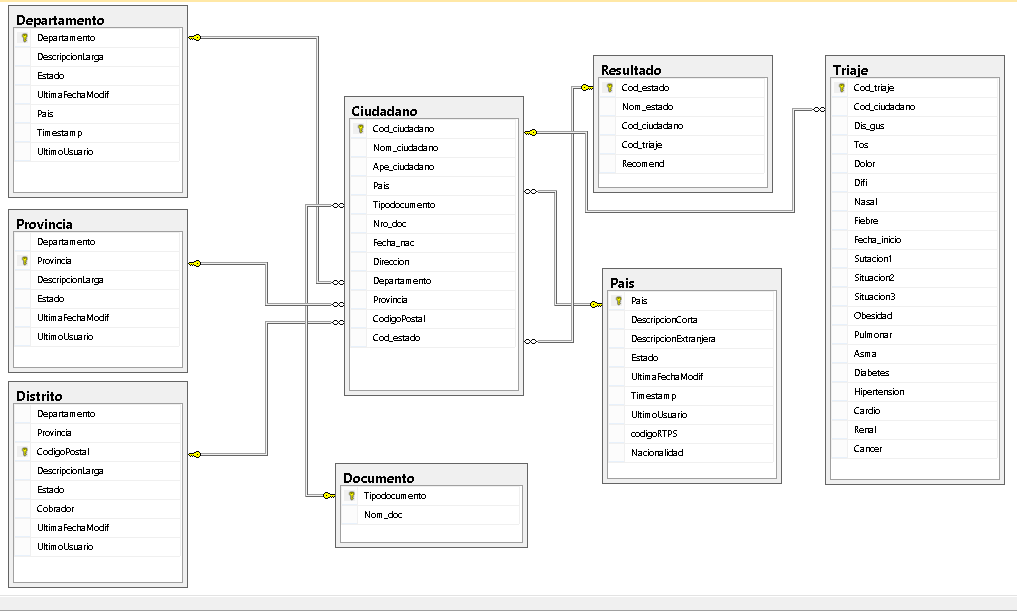 Departamento
Departamento
DescripcionLarga
Estado
UltimaFechaModif
Pais
Timestamp
UltimoUsuario
Provincia
Departamento
Provincia
DescripcionLarga
Estado
UltimaFechaModif
UltimoUsuario
Distrito
Departamento
Provincia
CodigoPostal
DescripcionLarga
Estado
Cobrador
UltimaFechaModif
UltimoUsuario
Ciudadano
Cod_ciudadano
Nom_ciudadano
Ape_ciudadano
Pais
Tipodocumento
Nro_doc
Fecha_nac
Direccion
Departamento
Provincia
CodigoPostal
Cod_estado
Documento
Tipodocumento
Nom_doc
Resultado
Cod_estado
Nom_estado
Cod_ciudadano
Cod_triaje
Recomend
Pais
Pais
DescripcionCorta
DescripcionExtranjera
Estado
UltimaFechaModif
Timestamp
UltimoUsuario
codigoRTPS
Nacionalidad
Triaje
Cod_triaje
Cod_ciudadano
Dis_gus
Tos
Dolor
Difi
Nasal
Fiebre
Fecha_inicio
Sutacion1
Situacion2
Situacion3
Obesidad
Pulmonar
Asma
Diabetes
Hipertension
Cardio
Renal
Cancer